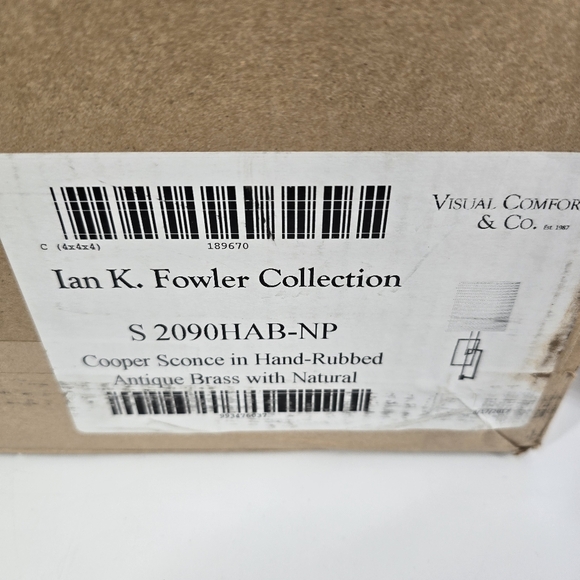 VISUAL COMFOR
& CO. Est. 1987
C (4x4x4) 189670
Ian K. Fowler Collection
S 2090HAB-NP
Cooper Sconce in Hand-Rubbed
Antique Brass with Natural